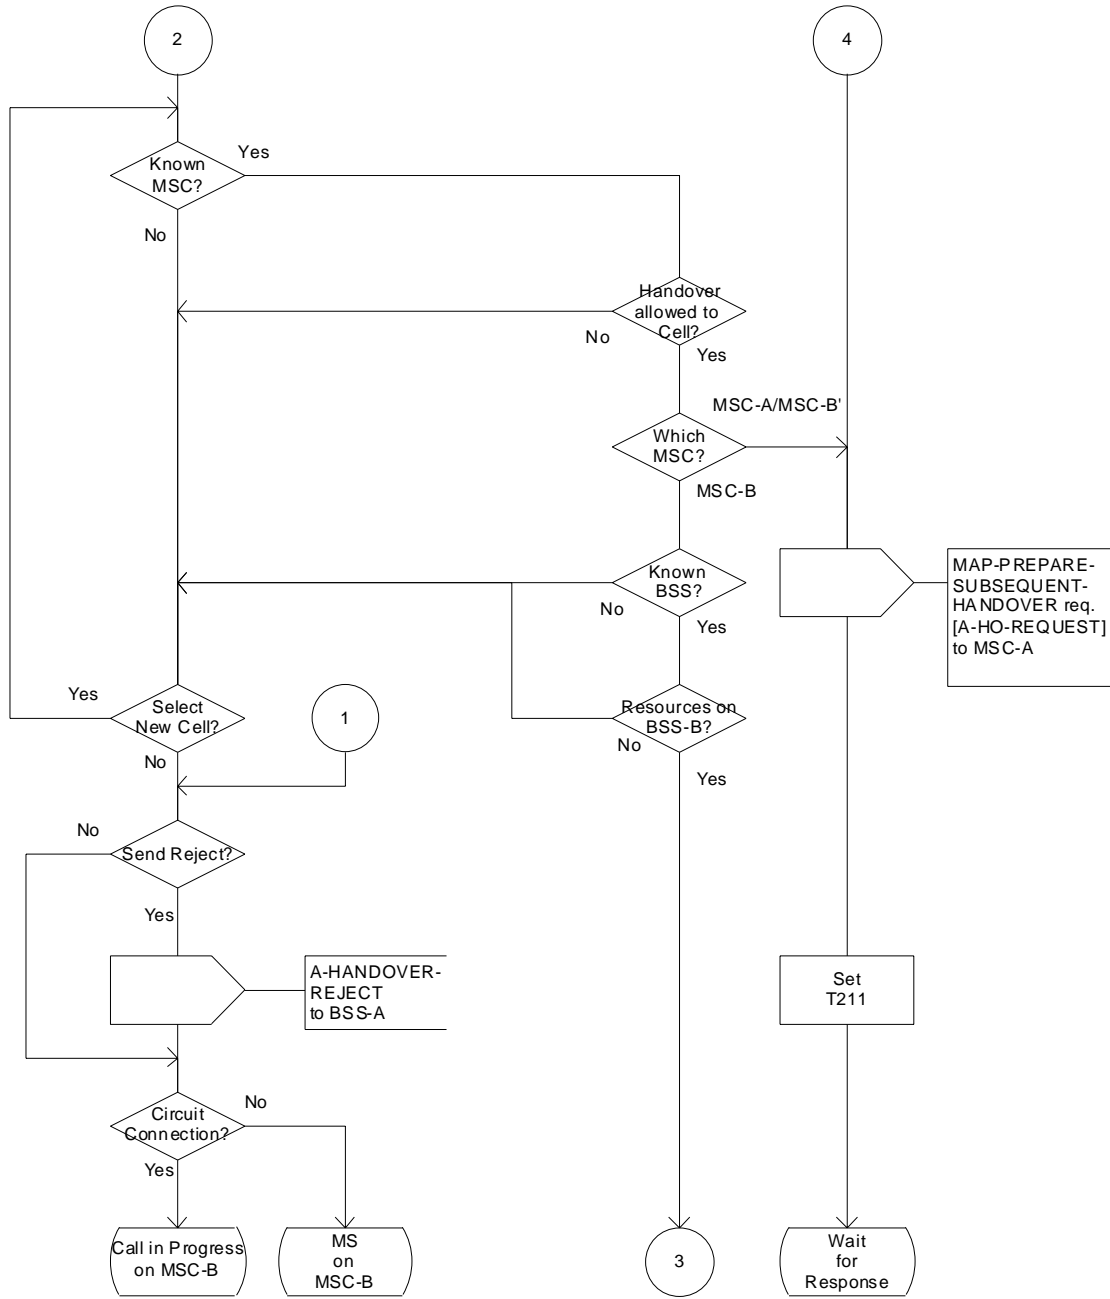 2
4
Known
MSC?
Yes
No
Handover
allowed to
Cell?
No
Yes
MSC-A/MSC-B'
Which
MSC?
MSC-B
Known
BSS?
No
Yes
MAP-PREPARE-
SUBSEQUENT-
HANDOVER req.
[A-HO-REQUEST]
to MSC-A
Yes
Select
New Cell?
No
1
Resources on
BSS-B?
No
Yes
No
Send Reject?
Yes
A-HANDOVER-
REJECT
to BSS-A
Set
T211
Circuit
Connection?
No
Yes
Call in Progress
on MSC-B
MS
on
MSC-B
3
Wait
for
Response